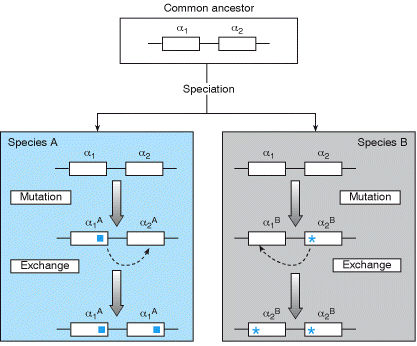 Common ancestor
α1 α2
Speciation
Species A
α1 α2
Mutation
α1A α2A
Exchange
α1A α1A
Species B
α1 α2
Mutation
α1B α2B
Exchange
α2B α2B